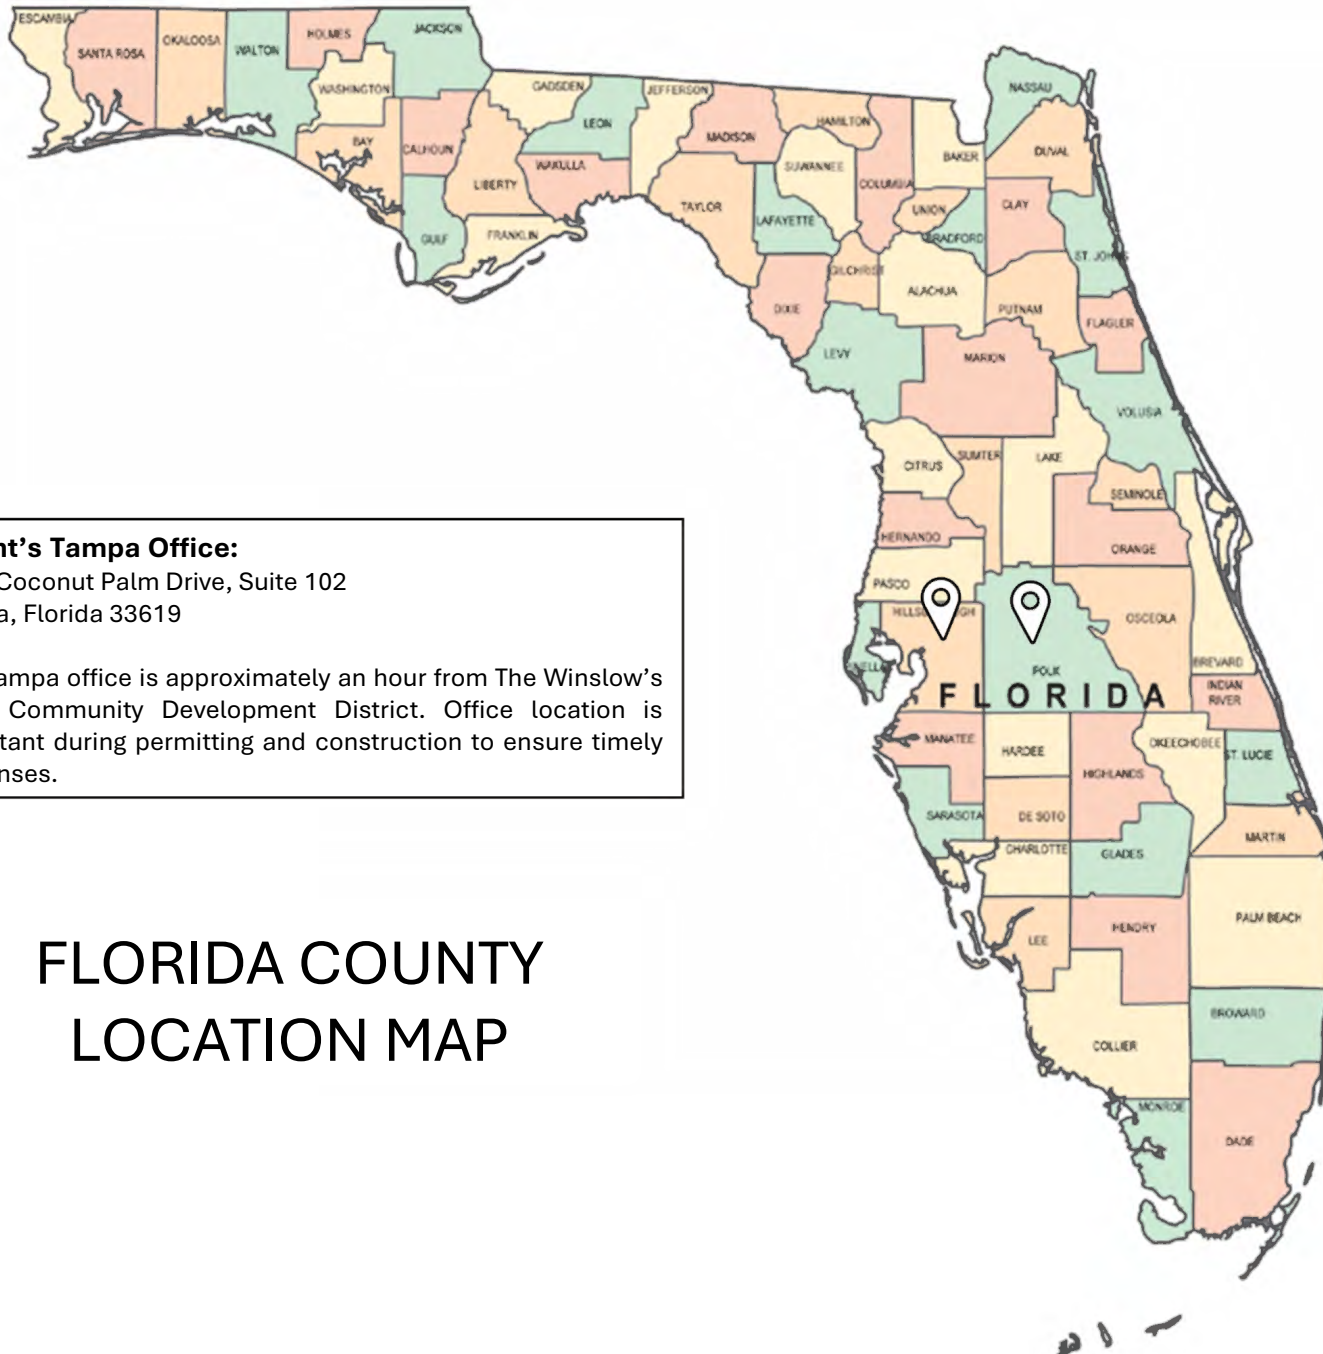 ESCAMBIA
SANTA ROSA
OKALOOSA
WALTON
HOLMES
JACKSON
WASHINGTON
BAY
CALHOUN
GADSDEN
LEON
JEFFERSON
LIBERTY
WAKULLA
GULF
FRANKLIN
MADISON
HAMILTON
TAYLOR
SUWANNEE
LAFAYETTE
COLUMBIA
BAKER
NASSAU
DUVAL
UNION
BRADFORD
CLAY
ST. JOHNS
DIXIE
GILCHRIST
ALACHUA
PUTNAM
FLAGLER
LEVY
MARION
VOLUSIA
CITRUS
SUMTER
LAKE
SEMINOLE
HERNANDO
ORANGE
PASCO
OSCEOLA
POLK
BREVARD
FLORIDA
INDIAN
RIVER
MANATEE
HARDEE
HIGHLANDS
OKEECHOBEE
ST. LUCIE
SARASOTA
DE SOTO
MARTIN
CHARLOTTE
GLADES
LEE
HENDRY
PALM BEACH
COLLIER
BROWARD
MONROE
DADE
nt's Tampa Office:
Coconut Palm Drive, Suite 102
a, Florida 33619
ampa office is approximately an hour from The Winslow's
Community Development District. Office location is
tant during permitting and construction to ensure timely
nses.
FLORIDA COUNTY
LOCATION MAP